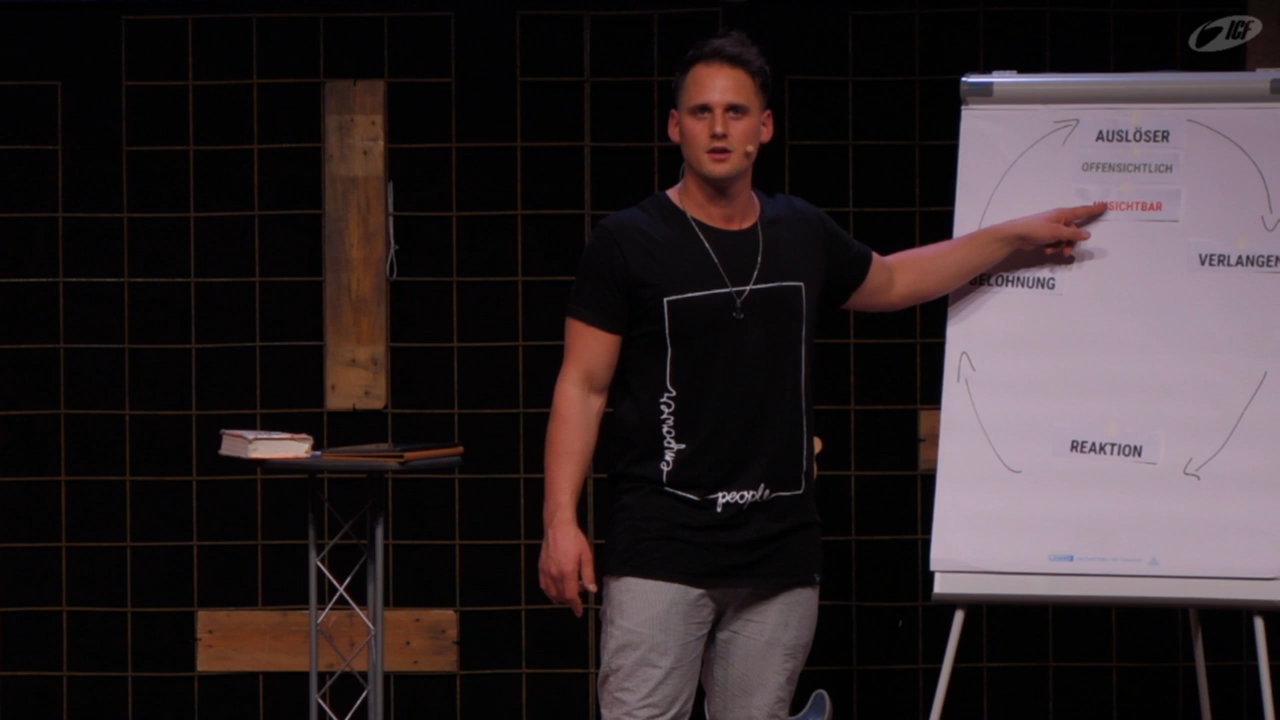 ICF
AUSLÖSER
OFFENSICHTLICH
UNSICHTBAR
VERLANGEN
BELOHNUNG
REAKTION
empower
people